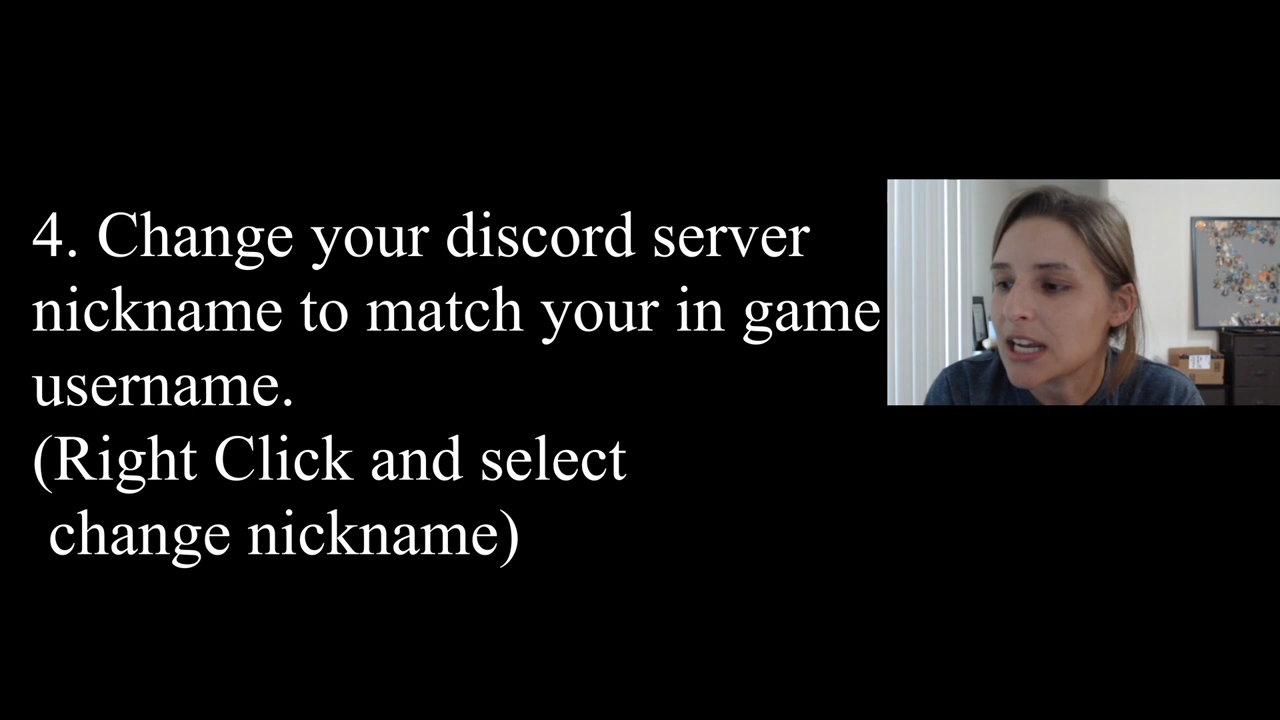 4. Change your discord server
nickname to match your in game
username.
(Right Click and select
change nickname)